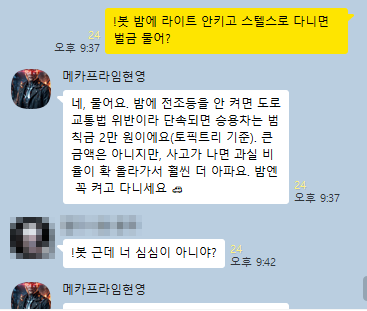 !봇 밤에 라이트 안키고 스텔스로 다니면
벌금 물어?
24
오후 9:37
메카프라임현영
네, 물어요. 밤에 전조등을 안 켜면 도로
교통법 위반이라 단속되면 승용차는 범
칙금 2만 원이에요(토픽트리 기준). 큰
금액은 아니지만, 사고가 나면 과실 비
율이 확 올라가서 훨씬 더 아파요. 밤엔
꼭 켜고 다니세요 🚗
24
오후 9:37
!봇 근데 너 심심이 아니야?
24
오후 9:42
메카프라임현영